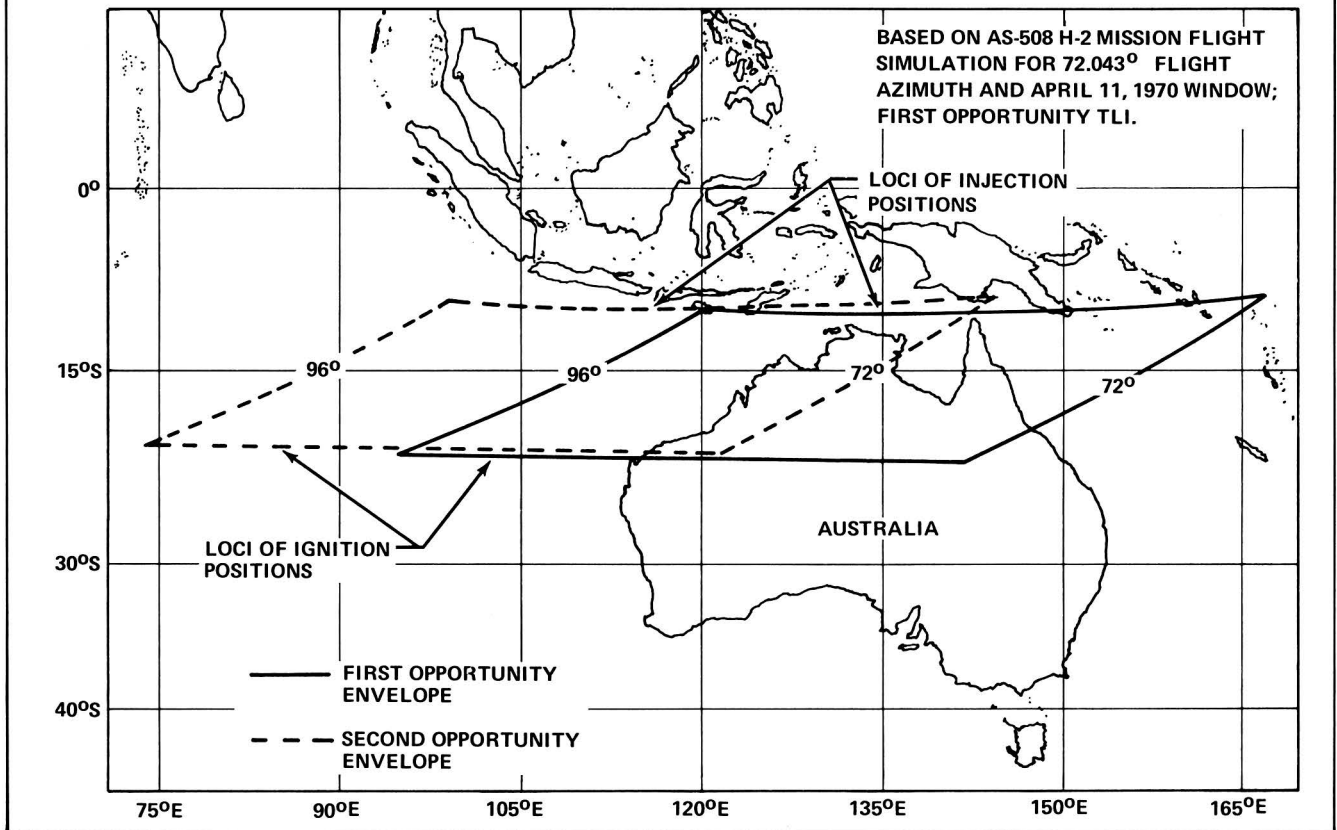 BASED ON AS-508 H-2 MISSION FLIGHT
SIMULATION FOR 72.043° FLIGHT
AZIMUTH AND APRIL 11, 1970 WINDOW;
FIRST OPPORTUNITY TLI.
LOCI OF INJECTION
POSITIONS
0°
15°S
96°
96°
72°
72°
AUSTRALIA
LOCI OF IGNITION
POSITIONS
30°S
FIRST OPPORTUNITY
ENVELOPE
40°S
SECOND OPPORTUNITY
ENVELOPE
75°E
90°E
105°E
120°E
135°E
150°E
165°E